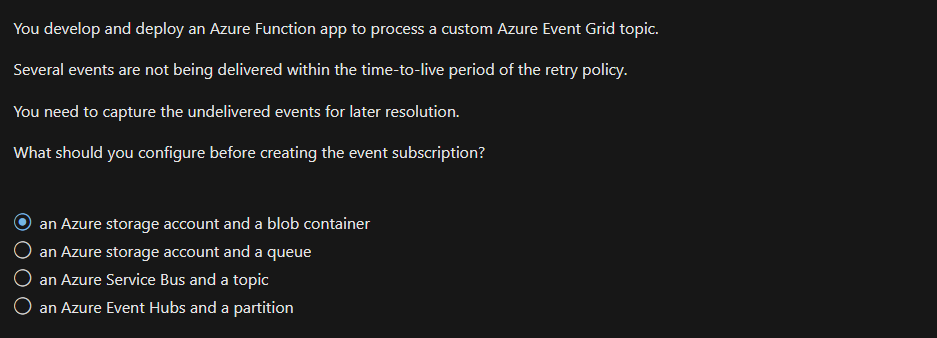 You develop and deploy an Azure Function app to process a custom Azure Event Grid topic.
Several events are not being delivered within the time-to-live period of the retry policy.
You need to capture the undelivered events for later resolution.
What should you configure before creating the event subscription?
an Azure storage account and a blob container
an Azure storage account and a queue
an Azure Service Bus and a topic
an Azure Event Hubs and a partition